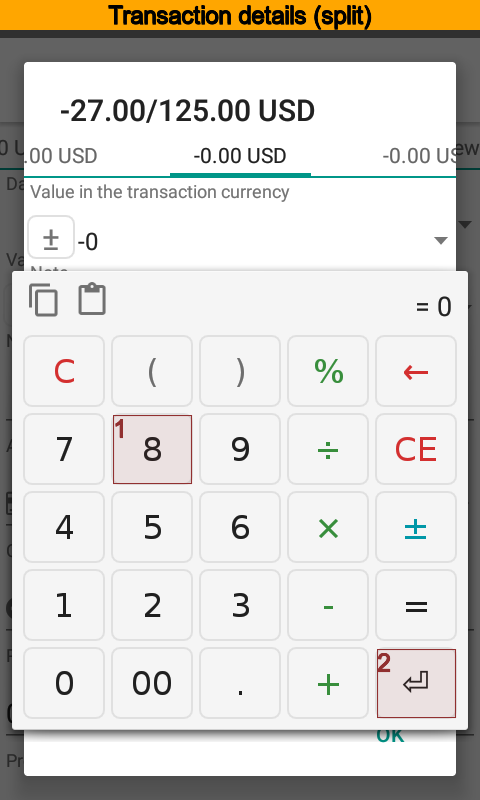 Transaction details (split)
-27.00/125.00 USD
.00 USD -0.00 USD -0.00 US
Value in the transaction currency
± -0
= 0
C ( ) % ←
1 7 8 9 ÷ CE
4 5 6 × ±
1 2 3 - =
2 0 00 . + ⏎
OK
Pr